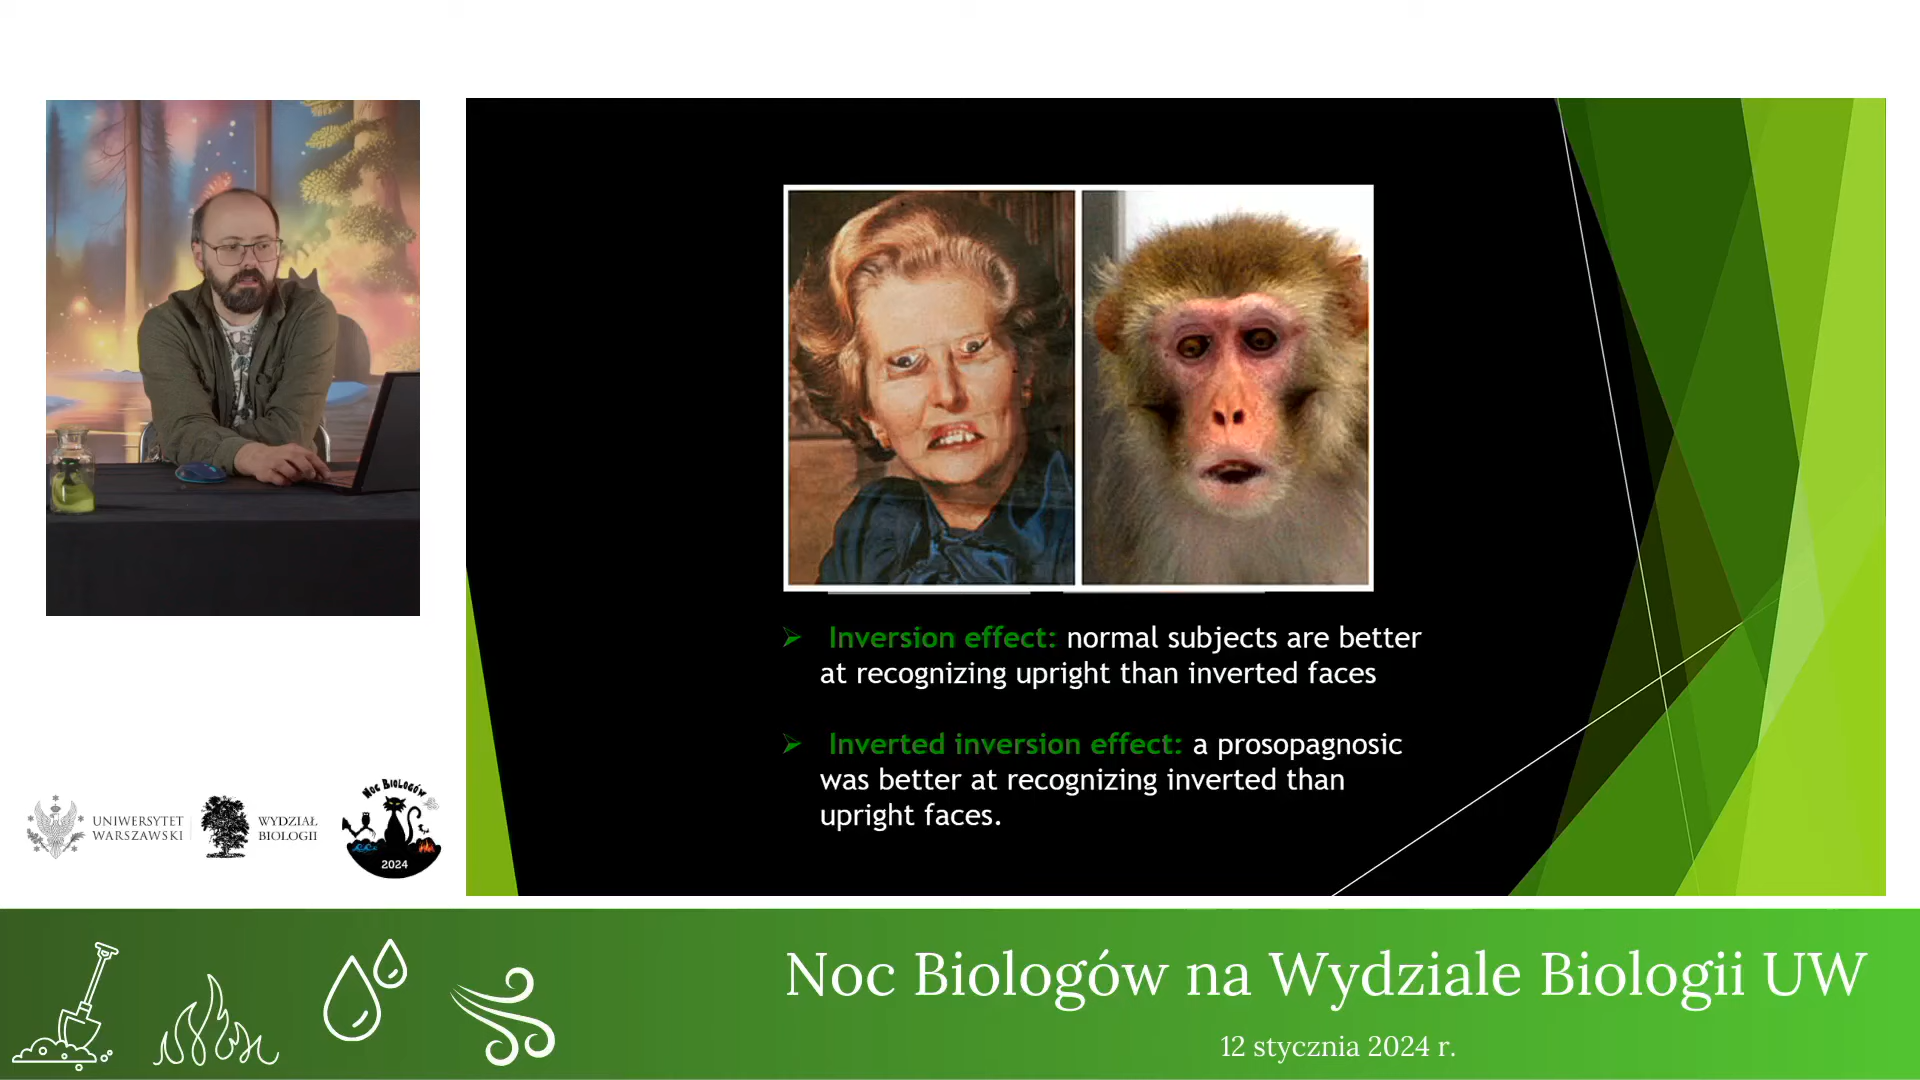 Inversion effect: normal subjects are better
at recognizing upright than inverted faces
Inverted inversion effect: a prosopagnosic
was better at recognizing inverted than
upright faces.
UNIWERSYTET
WARSZAWSKI
WYDZIAŁ
BIOLOGII
Noc Biologów
2024
Noc Biologów na Wydziale Biologii UW
12 stycznia 2024 r.